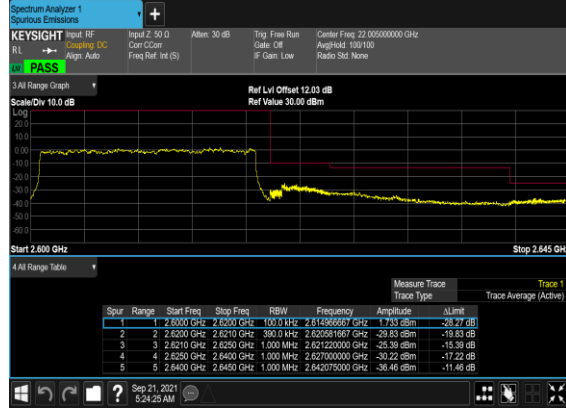 Spectrum Analyzer 1
Spurious Emissions
+
KEYSIGHT Input: RF Input Z: 50 Ω Atten: 30 dB Trig: Free Run Center Freq: 22.005000000 GHz
RL Coupling: DC Corr CCorr Gate: Off Avg|Hold: 100/100
Align: Auto Freq Ref: Int (S) IF Gain: Low Radio Std: None
PASS
3 All Range Graph
Ref Lvl Offset 12.03 dB
Scale/Div 10.0 dB Ref Value 30.00 dBm
Log
20.0
10.0
0.00
-10.0
-20.0
-30.0
-40.0
-50.0
-60.0
Start 2.600 GHz Stop 2.645 GH
4 All Range Table
Measure Trace Trace 1
Trace Type Trace Average (Active)
Spur Range Start Freq Stop Freq RBW Frequency Amplitude ΔLimit
1 1 2.6000 GHz 2.6200 GHz 100.0 kHz 2.614966667 GHz 1.733 dBm -28.27 dB
2 2 2.6200 GHz 2.6210 GHz 390.0 kHz 2.620581667 GHz -29.83 dBm -19.83 dB
3 3 2.6210 GHz 2.6250 GHz 1.000 MHz 2.621220000 GHz -25.39 dBm -15.39 dB
4 4 2.6250 GHz 2.6400 GHz 1.000 MHz 2.627000000 GHz -30.22 dBm -17.22 dB
5 5 2.6400 GHz 2.6450 GHz 1.000 MHz 2.642075000 GHz -36.46 dBm -11.46 dB
? Sep 21, 2021
5:24:25 AM